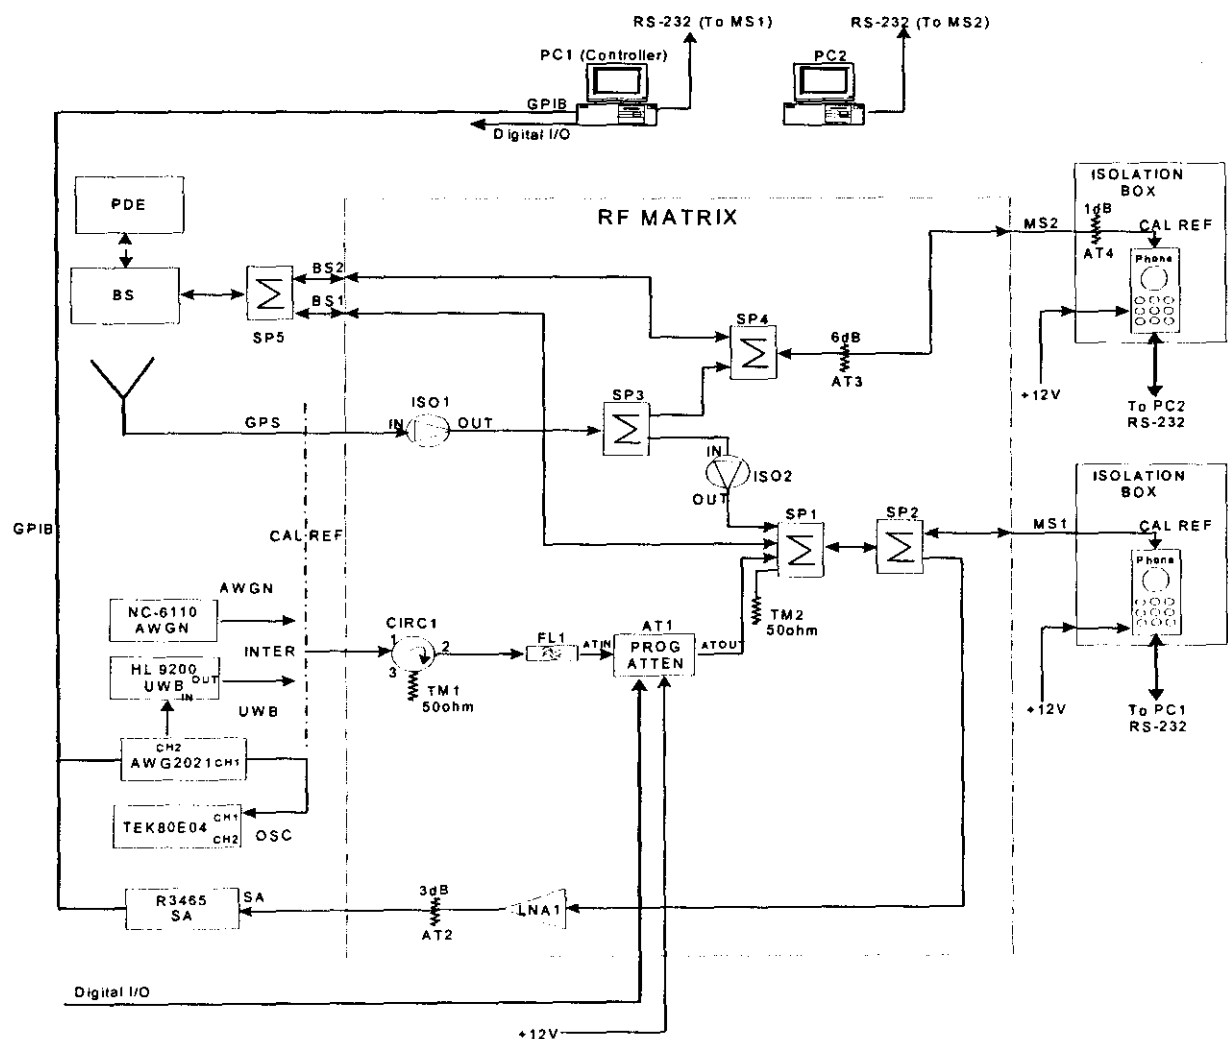 RS-232 (To MS1)
RS-232 (To MS2)
PC1 (Controller)
PC2
GPIB
Digital I/O
ISOLATION
BOX
PDE
RF MATRIX
1dB
MS2
CAL REF
AT4
Phone
BS
BS2
BS1
SP5
SP4
6dB
AT3
+12V
To PC2
RS-232
ISO1
SP3
GPS
IN
OUT
IN
ISO2
OUT
ISOLATION
BOX
GPIB
CAL REF
SP1
SP2
MS1
CAL REF
Phone
AWGN
NC-6110
AWGN
TM2
50ohm
CIRC1
1
2
3
FL1
ATIN
AT1
PROG
ATTEN
ATOUT
INTER
HL 9200
UWB
OUT
IN
TM1
50ohm
UWB
+12V
To PC1
RS-232
CH2
AWG2021
CH1
TEK80E04
CH1
CH2
OSC
R3465
SA
SA
3dB
AT2
LNA1
Digital I/O
+12V